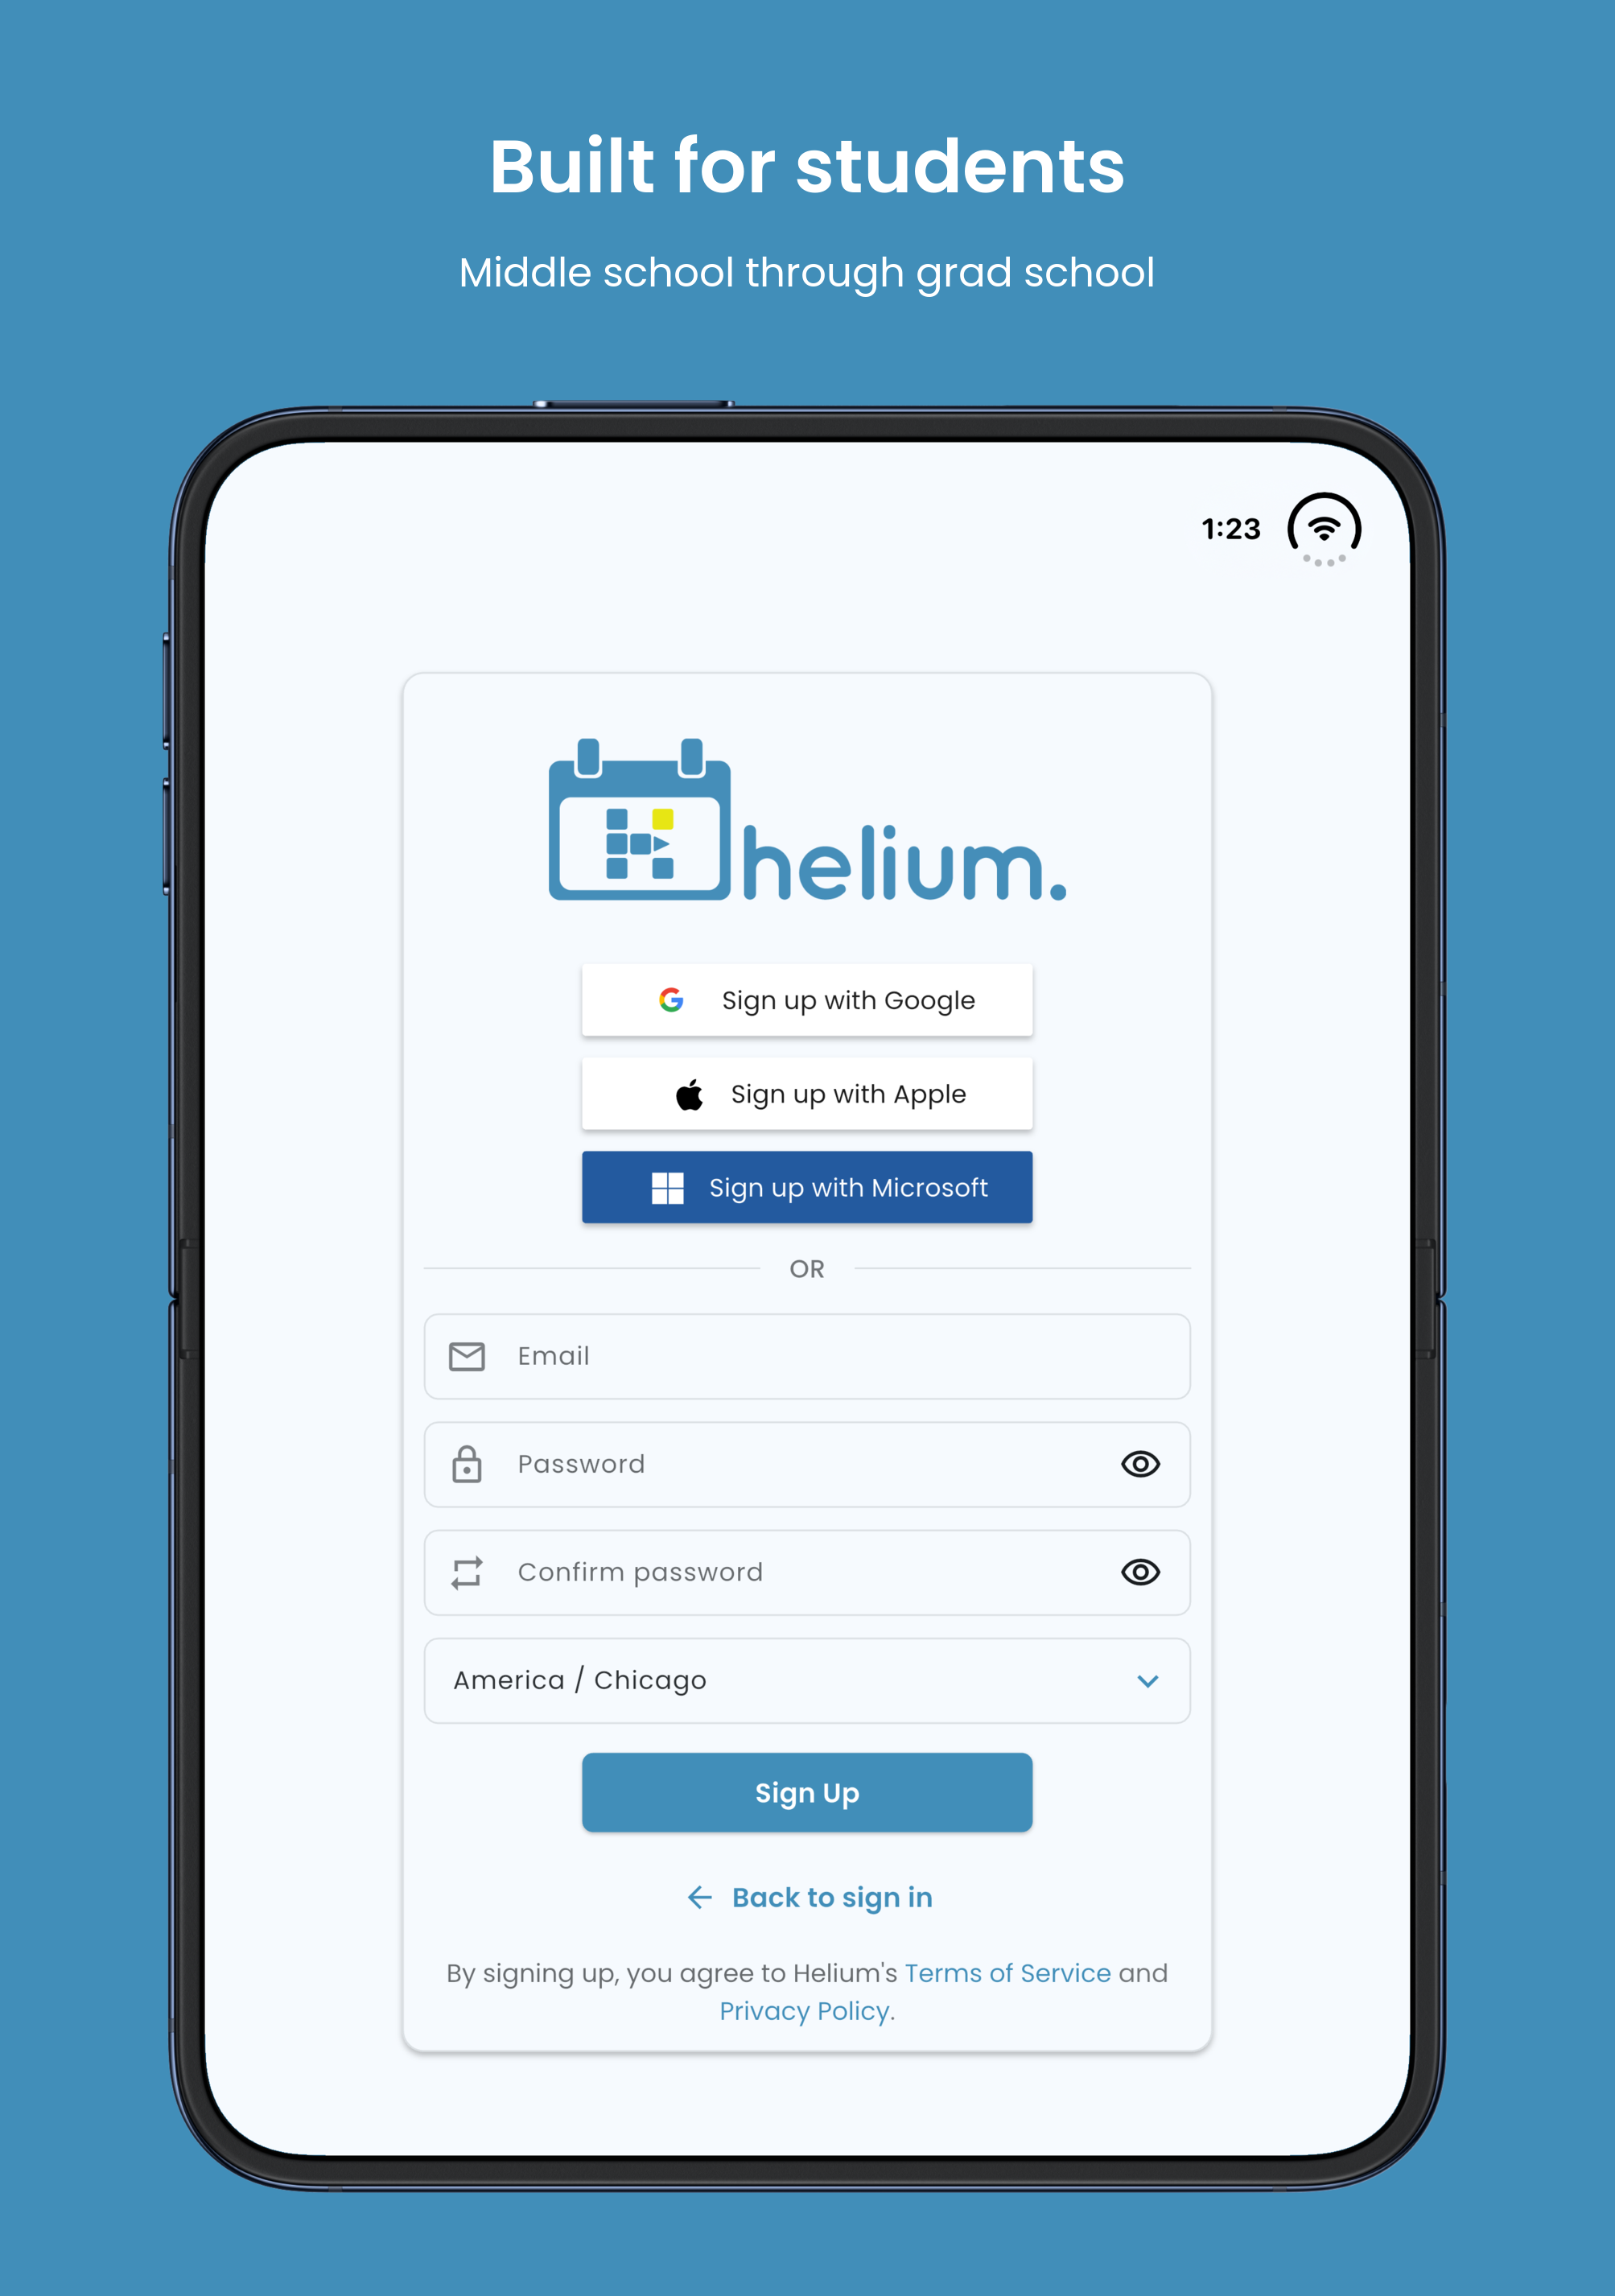 Built for students
Middle school through grad school
1:23
helium.
Sign up with Google
Sign up with Apple
Sign up with Microsoft
OR
Email
Password
Confirm password
America / Chicago
Sign Up
Back to sign in
By signing up, you agree to Helium's Terms of Service and
Privacy Policy.